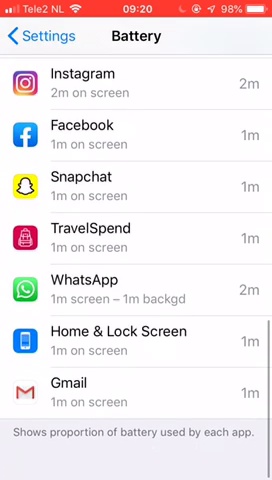 Tele2 NL 09:20 98%
Settings Battery
Instagram
2m on screen 2m
Facebook
1m on screen 1m
Snapchat
1m on screen 1m
TravelSpend
1m on screen 1m
WhatsApp
1m screen – 1m backgd 2m
Home & Lock Screen
1m on screen 1m
Gmail
1m on screen 1m
Shows proportion of battery used by each app.